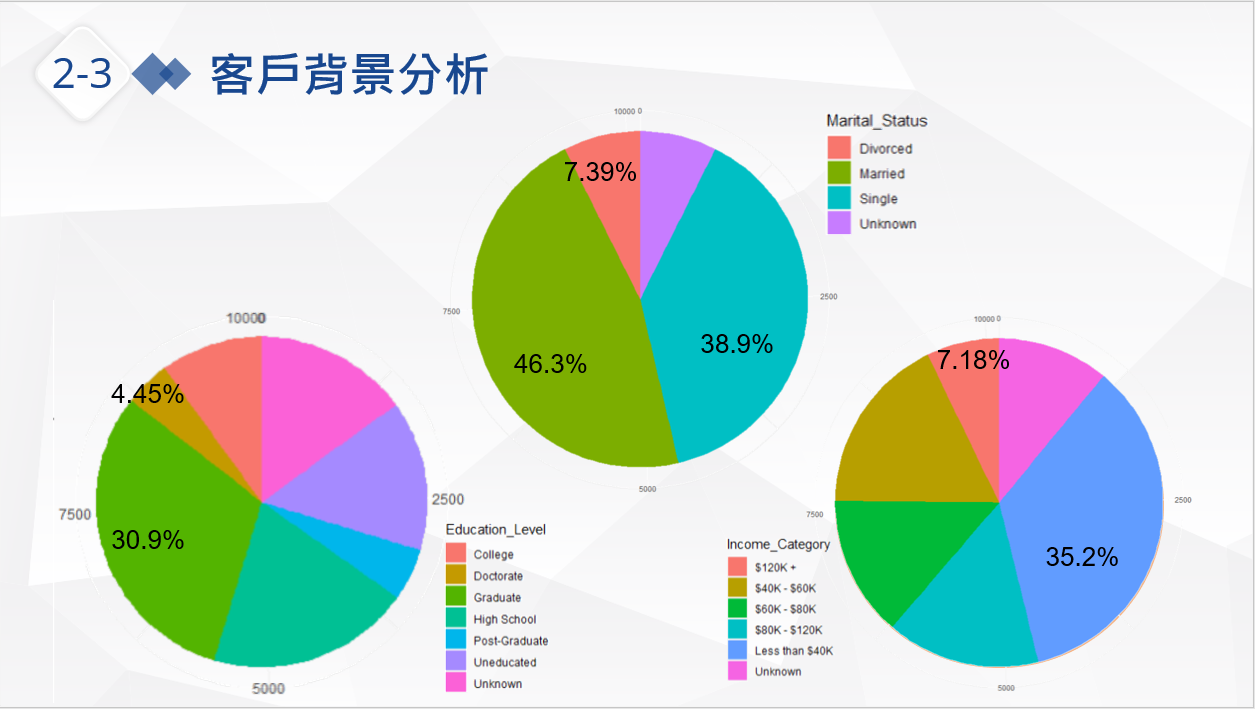 2-3 客戶背景分析
10000 0
7.39%
46.3%
38.9%
2500
5000
7500
Marital_Status
Divorced
Married
Single
Unknown
10000
4.45%
30.9%
2500
5000
7500
Education_Level
College
Doctorate
Graduate
High School
Post-Graduate
Uneducated
Unknown
10000 0
7.18%
35.2%
2500
5000
7500
Income_Category
$120K +
$40K - $60K
$60K - $80K
$80K - $120K
Less than $40K
Unknown